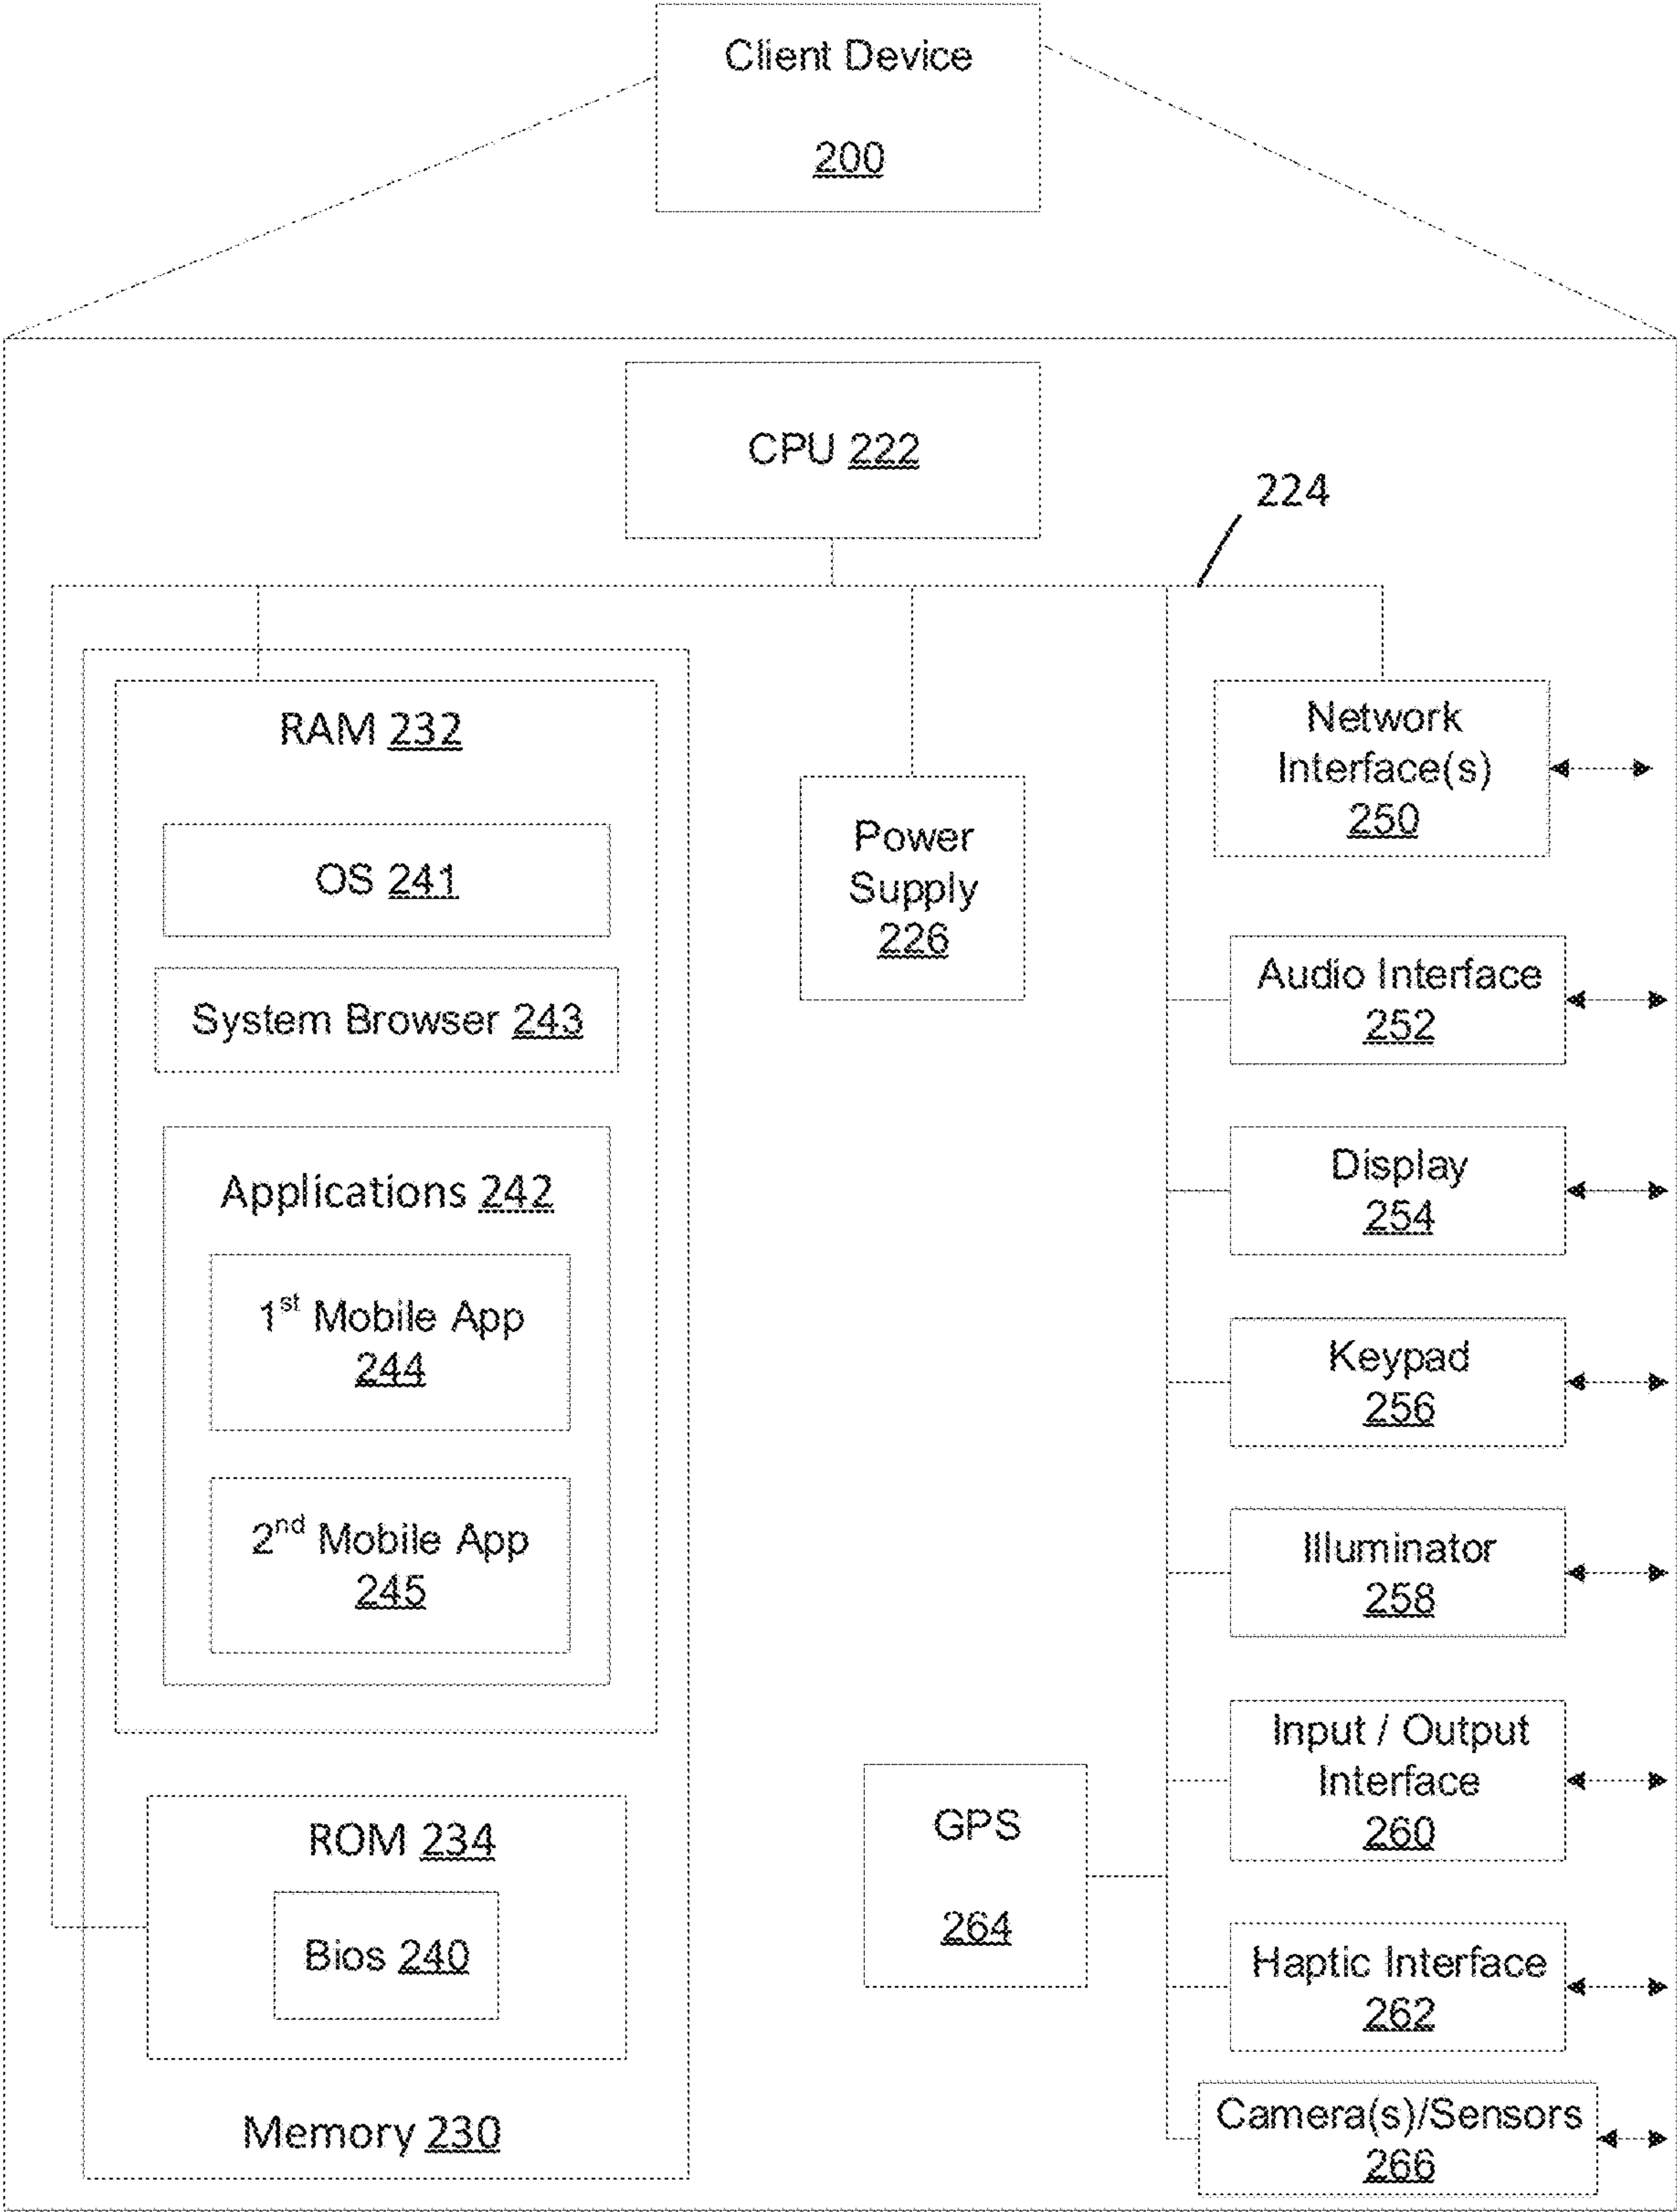 Client Device
200
CPU 222
224
RAM 232
OS 241
System Browser 243
Applications 242
1st Mobile App
244
2nd Mobile App
245
ROM 234
Bios 240
Memory 230
Power
Supply
226
GPS
264
Network
Interface(s)
250
Audio Interface
252
Display
254
Keypad
256
Illuminator
258
Input / Output
Interface
260
Haptic Interface
262
Camera(s)/Sensors
266